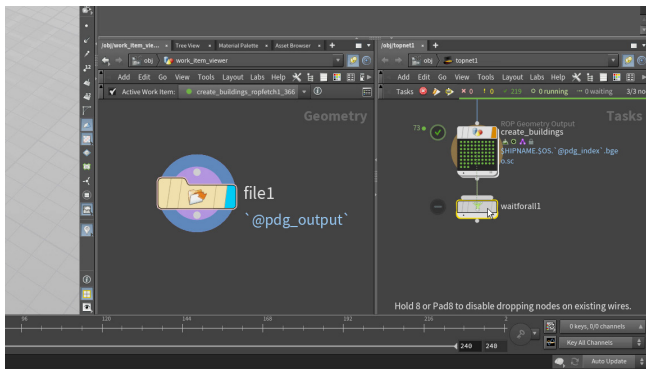 /obj/work_item_vie...
Tree View
Material Palette
Asset Browser
obj
work_item_viewer
Add Edit Go View Tools Layout Labs Help
Active Work Item:
create_buildings_ropfetch1_366
Geometry
file1
`@pdg_output`
/obj/topnet1
obj
topnet1
Add Edit Go View Tools Layout Labs Help
Tasks
0
0
219
0 running
0 waiting
3/3 no
Tasks
73
ROP Geometry Output
create_buildings
$HIPNAME.$OS.`@pdg_index`.bge
o.sc
waitforall1
Hold 8 or Pad8 to disable dropping nodes on existing wires.
96
120
144
168
192
216
2
240
240
0 keys, 0/0 channels
Key All Channels
Auto Update